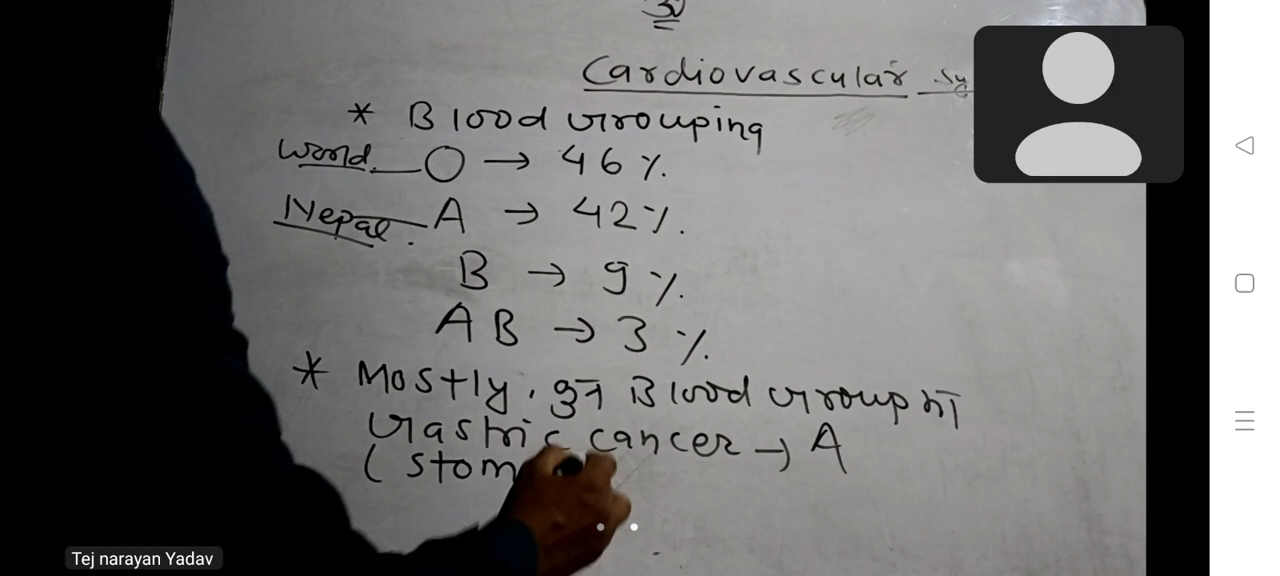 Cardiovascular Sy
* Blood Grouping
World O → 46%.
Nepal. A → 42%.
B → 9%.
AB → 3%.
* Mostly. कुन Blood Group मा
Gastric cancer → A
(stom
Tej narayan Yadav